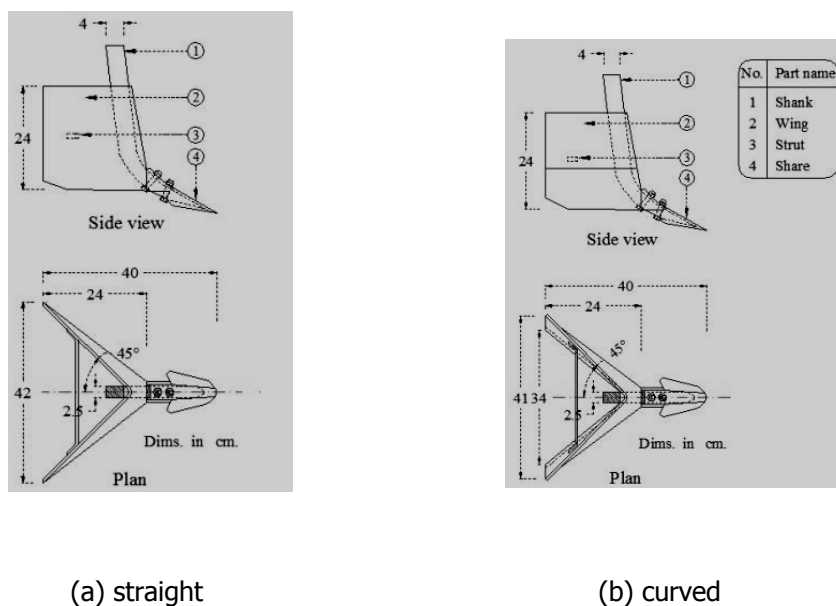 4
1
2
24
3
4
Side view
40
24
45°
42
2.5
Dims. in cm.
Plan
(a) straight
4
1
2
24
3
4
Side view
40
24
45°
41 34
2.5
Dims. in cm.
Plan
No. Part name
1 Shank
2 Wing
3 Strut
4 Share
(b) curved